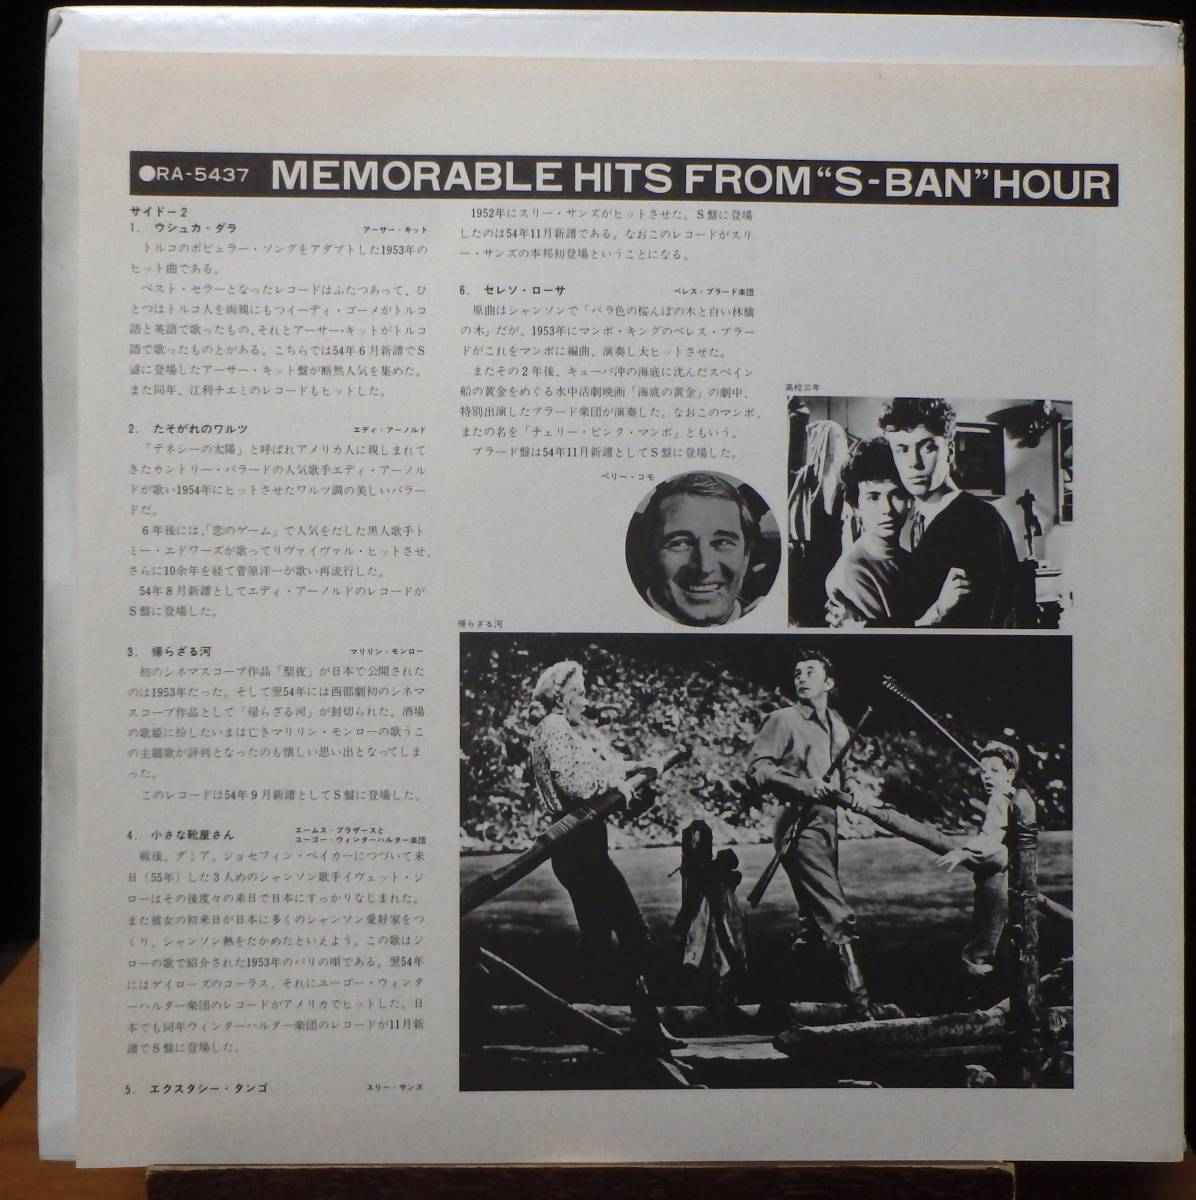 ●RA-5437 MEMORABLE HITS FROM “S-BAN” HOUR
サイド－2
1. ウシュカ・ダラ アーサー・キット
トルコのポピュラー・ソングをアダプトした1953年の
ヒット曲である。
ベスト・セラーとなったレコードはふたつあって、ひ
とつはトルコ人を両親にもつイーディ・ゴーメがトルコ
語と英語で歌ったもの、それとアーサー・キットがトルコ
語で歌ったものとがある。こちらでは54年6月新譜でS
盤に登場したアーサー・キット盤が断然人気を集めた。
また同年、江利チエミのレコードもヒットした。
2. たそがれのワルツ エディ・アーノルド
「テネシーの太陽」と呼ばれアメリカ人に親しまれて
きたカントリー・バラードの人気歌手エディ・アーノル
ドが歌い1954年にヒットさせたワルツ調の美しいバラー
ドだ。
6年後には、「恋のゲーム」で人気をだした黒人歌手ト
ミー・エドワーズが歌ってリヴァイヴァル・ヒットさせ、
さらに10余年を経て菅原洋一が歌い再流行した。
54年8月新譜としてエディ・アーノルドのレコードが
S盤に登場した。
3. 帰らざる河 マリリン・モンロー
初のシネマスコープ作品「聖夜」が日本で公開された
のは1953年だった。そして翌54年には西部劇初のシネマ
スコープ作品として「帰らざる河」が封切られた。酒場
の歌姫に扮したいまは亡きマリリン・モンローの歌うこ
の主題歌が評判となったのも懐しい思い出となってしま
った。
このレコードは54年9月新譜としてS盤に登場した。
4. 小さな靴屋さん エームス・ブラザースと
ユーゴー・ウィンターハルター楽団
戦後、ダミア、ジョセフィン・ベイカーにつづいて来
日（55年）した3人めのシャンソン歌手イヴェット・ジ
ローはその後度々の来日で日本にすっかりなじまれた。
また彼女の初来日が日本に多くのシャンソン愛好家をつ
くり、シャンソン熱をたかめたといえよう。この歌はジ
ローの歌で紹介された1953年のパリの唄である。翌54年
にはゲイローズのコーラス、それにユーゴー・ウィンタ
ーハルター楽団のレコードがアメリカでヒットした。日
本でも同年ウィンターハルター楽団のレコードが11月新
譜でS盤に登場した。
5. エクスタシー・タンゴ スリー・サンズ
1952年にスリー・サンズがヒットさせた。S盤に登場
したのは54年11月新譜である。なおこのレコードがスリ
ー・サンズの本邦初登場ということになる。
6. セレソ・ローサ ペレス・プラード楽団
原曲はシャンソンで「バラ色の桜んぼの木と白い林檎
の木」だが、1953年にマンボ・キングのペレス・プラー
ドがこれをマンボに編曲、演奏し大ヒットさせた。
またその2年後、キューバ沖の海底に沈んだスペイン
船の黄金をめぐる水中活劇映画「海底の黄金」の劇中、
特別出演したプラード楽団が演奏した。なおこのマンボ、
またの名を「チェリー・ピンク・マンボ」ともいう。
プラード盤は54年11月新譜としてS盤に登場した。
ペリー・コモ
高校三年
帰らざる河